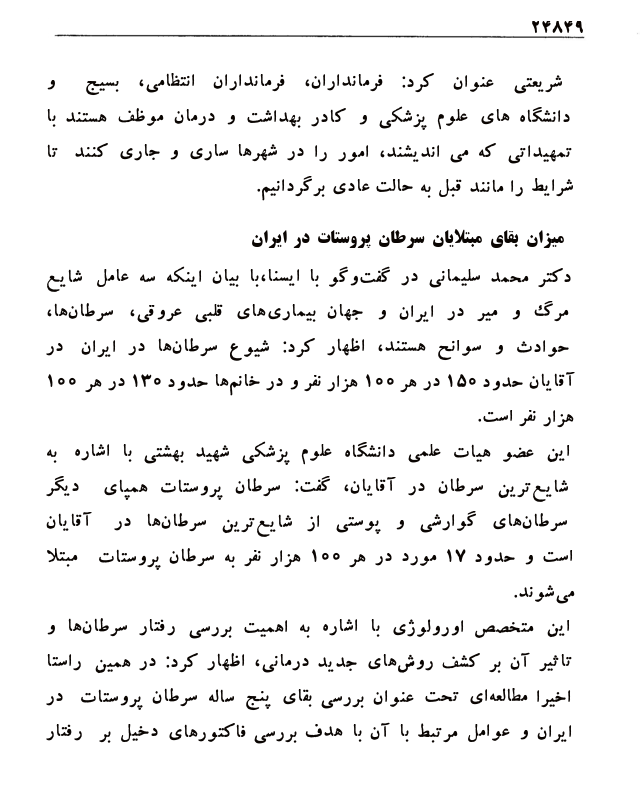 ۲۴۸۴۹
شریعتی عنوان کرد: فرمانداران، فرمانداران انتظامی، بسیج و
دانشگاه های علوم پزشکی و کادر بهداشت و درمان موظف هستند با
تمهیداتی که می اندیشند، امور را در شهرها ساری و جاری کنند تا
شرایط را مانند قبل به حالت عادی برگردانیم.
میزان بقای مبتلایان سرطان پروستات در ایران
دکتر محمد سلیمانی در گفت‌وگو با ایسنا،با بیان اینکه سه عامل شایع
مرگ و میر در ایران و جهان بیماری‌های قلبی عروقی، سرطان‌ها،
حوادث و سوانح هستند، اظهار کرد: شیوع سرطان‌ها در ایران در
آقایان حدود ۱۵۰ در هر ۱۰۰ هزار نفر و در خانم‌ها حدود ۱۳۰ در هر ۱۰۰
هزار نفر است.
این عضو هیات علمی دانشگاه علوم پزشکی شهید بهشتی با اشاره به
شایع‌ترین سرطان در آقایان، گفت: سرطان پروستات همپای دیگر
سرطان‌های گوارشی و پوستی از شایع‌ترین سرطان‌ها در آقایان
است و حدود ۱۷ مورد در هر ۱۰۰ هزار نفر به سرطان پروستات مبتلا
می‌شوند.
این متخصص اورولوژی با اشاره به اهمیت بررسی رفتار سرطان‌ها و
تاثیر آن بر کشف روش‌های جدید درمانی، اظهار کرد: در همین راستا
اخیرا مطالعه‌ای تحت عنوان بررسی بقای پنج ساله سرطان پروستات در
ایران و عوامل مرتبط با آن با هدف بررسی فاکتورهای دخیل بر رفتار